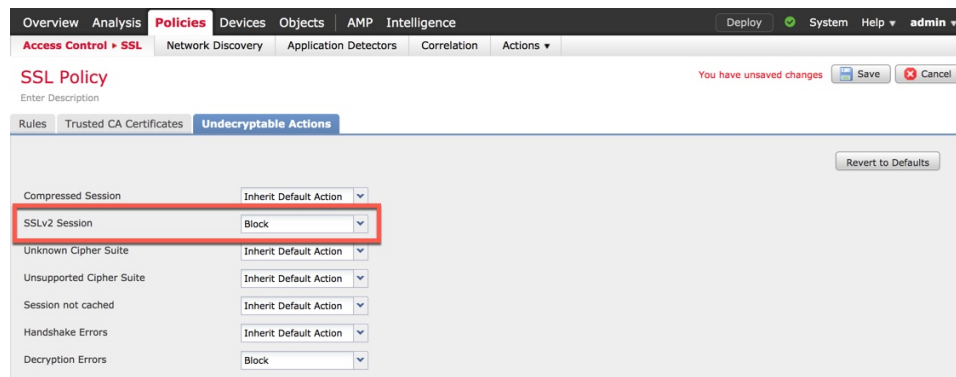 Overview Analysis Policies Devices Objects AMP Intelligence Deploy System Help admin
Access Control ▸ SSL Network Discovery Application Detectors Correlation Actions
SSL Policy
You have unsaved changes Save Cancel
Enter Description
Rules Trusted CA Certificates Undecryptable Actions
Revert to Defaults
Compressed Session Inherit Default Action
SSLv2 Session Block
Unknown Cipher Suite Inherit Default Action
Unsupported Cipher Suite Inherit Default Action
Session not cached Inherit Default Action
Handshake Errors Inherit Default Action
Decryption Errors Block